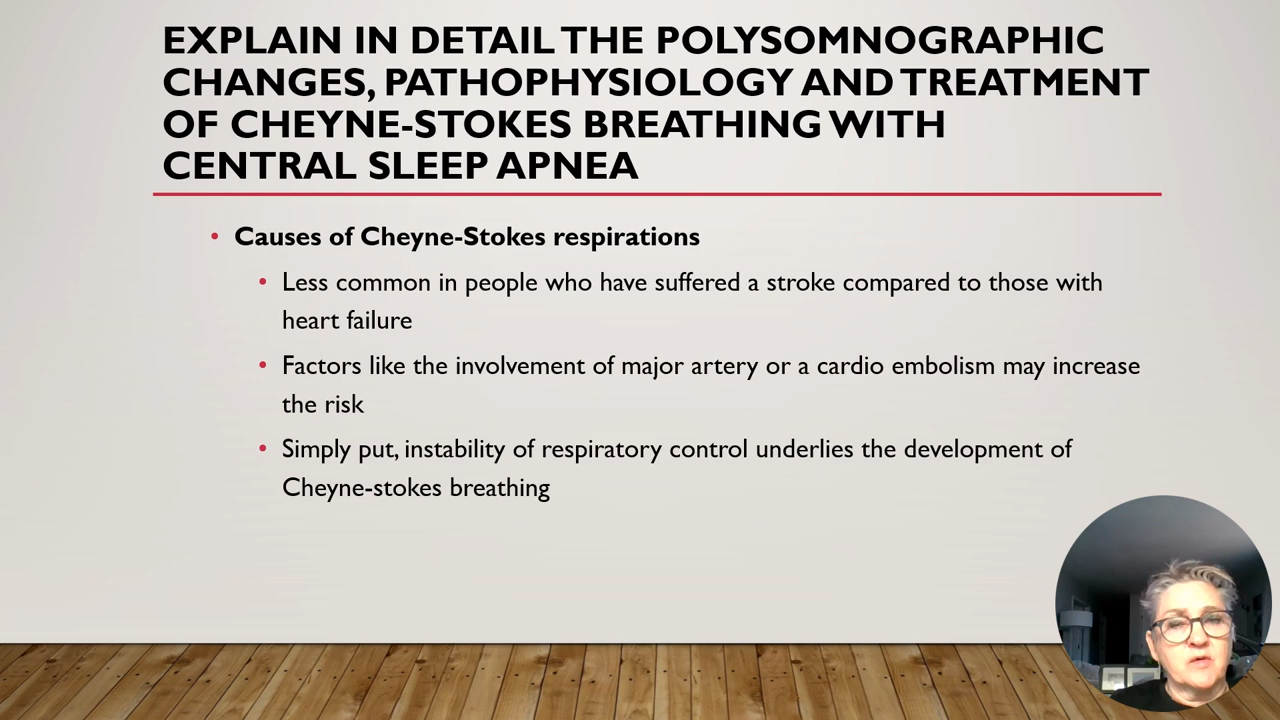 EXPLAIN IN DETAIL THE POLYSOMNOGRAPHIC
CHANGES, PATHOPHYSIOLOGY AND TREATMENT
OF CHEYNE-STOKES BREATHING WITH
CENTRAL SLEEP APNEA
• Causes of Cheyne-Stokes respirations
• Less common in people who have suffered a stroke compared to those with
heart failure
• Factors like the involvement of major artery or a cardio embolism may increase
the risk
• Simply put, instability of respiratory control underlies the development of
Cheyne-stokes breathing